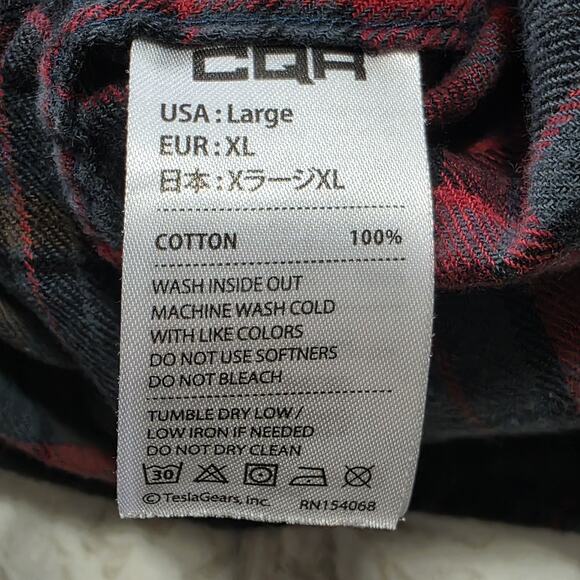 CQR
USA : Large
EUR : XL
日本 : XラージXL
COTTON 100%
WASH INSIDE OUT
MACHINE WASH COLD
WITH LIKE COLORS
DO NOT USE SOFTNERS
DO NOT BLEACH
TUMBLE DRY LOW /
LOW IRON IF NEEDED
DO NOT DRY CLEAN
30
© TeslaGears, Inc. RN154068